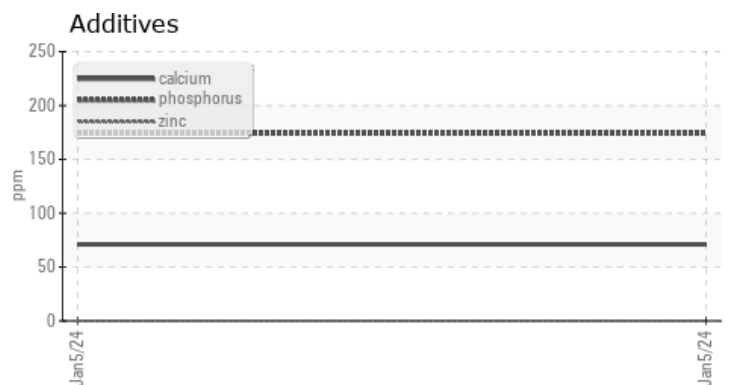 Additives
250
200
150
100
50
0
ppm
calcium
phosphorus
zinc
Jan5/24
Jan5/24